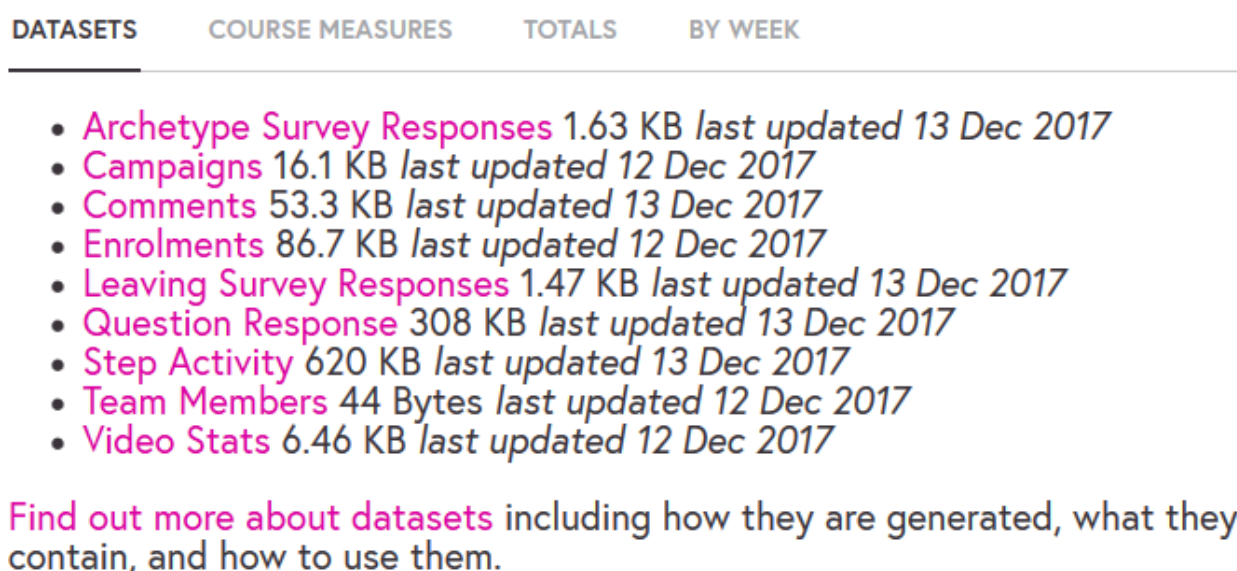 DATASETS COURSE MEASURES TOTALS BY WEEK
• Archetype Survey Responses 1.63 KB last updated 13 Dec 2017
• Campaigns 16.1 KB last updated 12 Dec 2017
• Comments 53.3 KB last updated 13 Dec 2017
• Enrolments 86.7 KB last updated 12 Dec 2017
• Leaving Survey Responses 1.47 KB last updated 13 Dec 2017
• Question Response 308 KB last updated 13 Dec 2017
• Step Activity 620 KB last updated 13 Dec 2017
• Team Members 44 Bytes last updated 12 Dec 2017
• Video Stats 6.46 KB last updated 12 Dec 2017
Find out more about datasets including how they are generated, what they
contain, and how to use them.